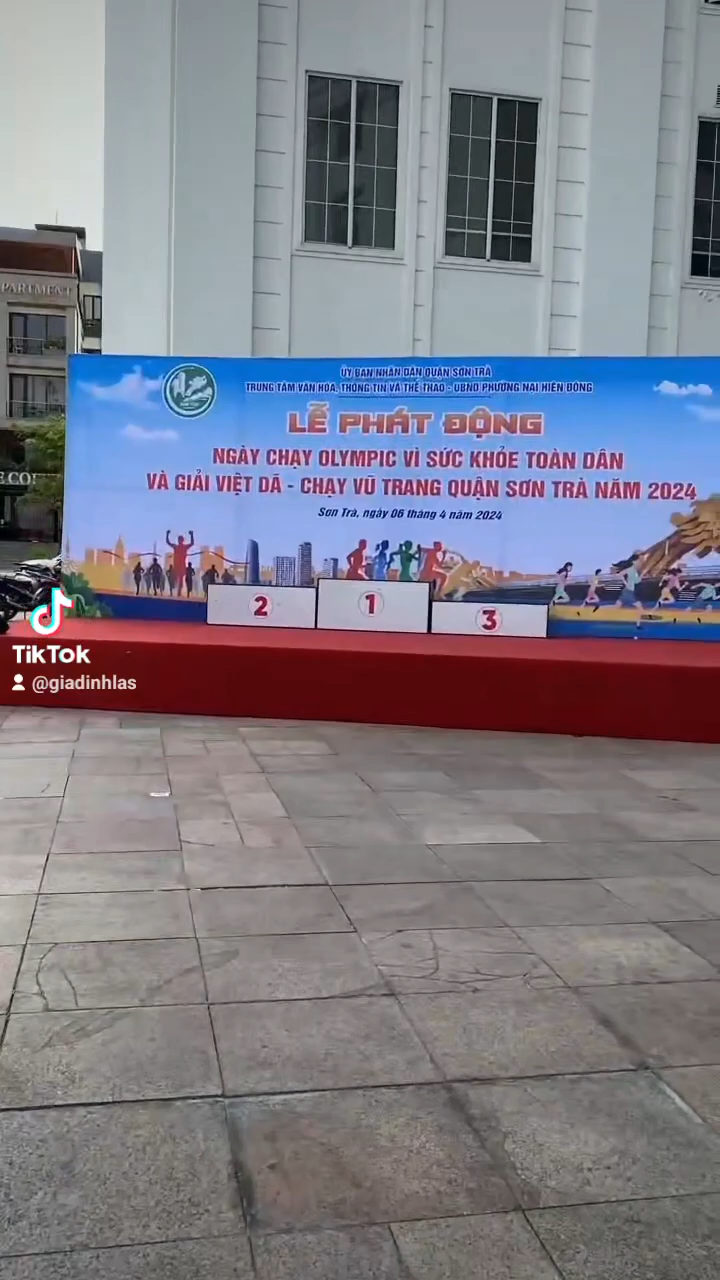 PARTMENT
ỦY BAN NHÂN DÂN QUẬN SƠN TRÀ
TRUNG TÂM VĂN HÓA, THÔNG TIN VÀ THỂ THAO - UBND PHƯỜNG NẠI HIÊN ĐÔNG
LỄ PHÁT ĐỘNG
NGÀY CHẠY OLYMPIC VÌ SỨC KHỎE TOÀN DÂN
VÀ GIẢI VIỆT DÃ - CHẠY VŨ TRANG QUẬN SƠN TRÀ NĂM 2024
Sơn Trà, ngày 06 tháng 4 năm 2024
2
1
3
TikTok
@giadinhlas